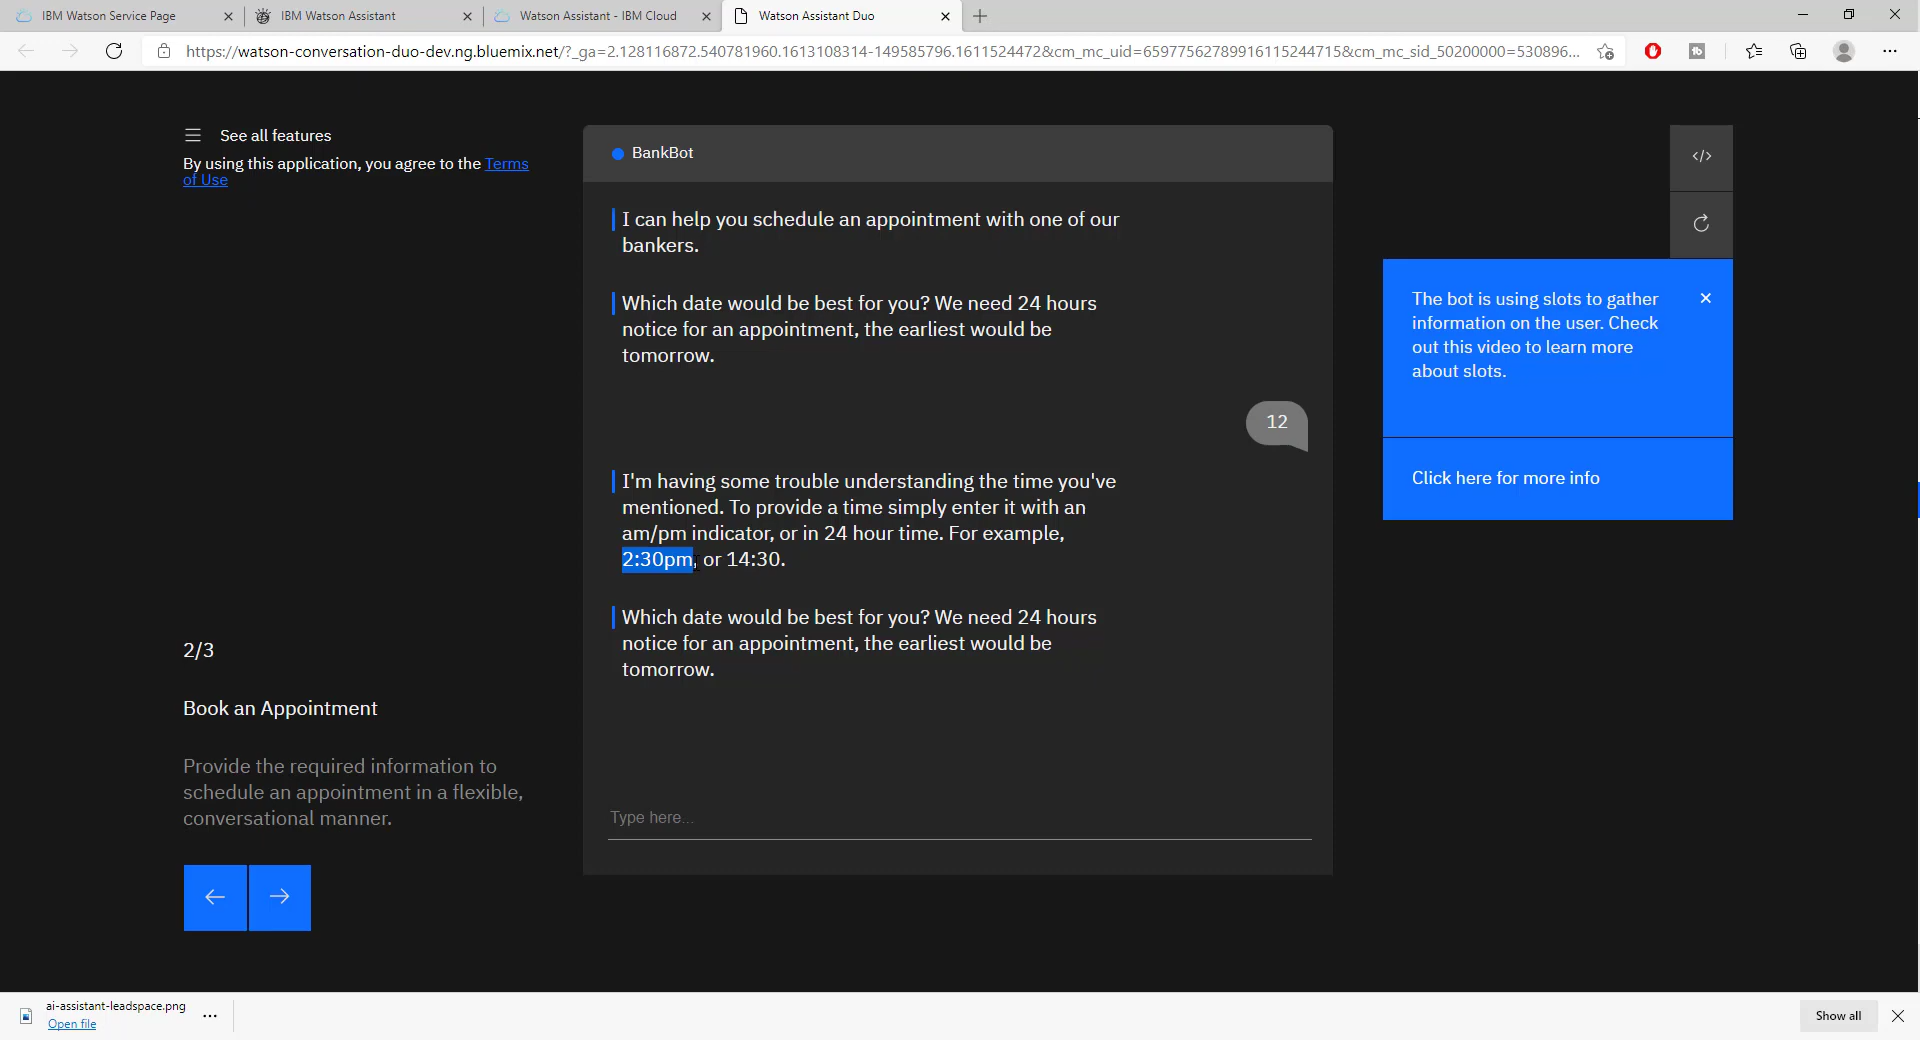 IBM Watson Service Page
IBM Watson Assistant
Watson Assistant - IBM Cloud
Watson Assistant Duo
https://watson-conversation-duo-dev.ng.bluemix.net/?_ga=2.128116872.540781960.1613108314-149585796.1611524472&cm_mc_uid=65977562789916115244715&cm_mc_sid_50200000=530896...
See all features
By using this application, you agree to the Terms
of Use
BankBot
I can help you schedule an appointment with one of our
bankers.
Which date would be best for you? We need 24 hours
notice for an appointment, the earliest would be
tomorrow.
12
I'm having some trouble understanding the time you've
mentioned. To provide a time simply enter it with an
am/pm indicator, or in 24 hour time. For example,
2:30pm, or 14:30.
Which date would be best for you? We need 24 hours
notice for an appointment, the earliest would be
tomorrow.
Type here...
</>
The bot is using slots to gather
information on the user. Check
out this video to learn more
about slots.
Click here for more info
2/3
Book an Appointment
Provide the required information to
schedule an appointment in a flexible,
conversational manner.
ai-assistant-leadspace.png
Open file
Show all